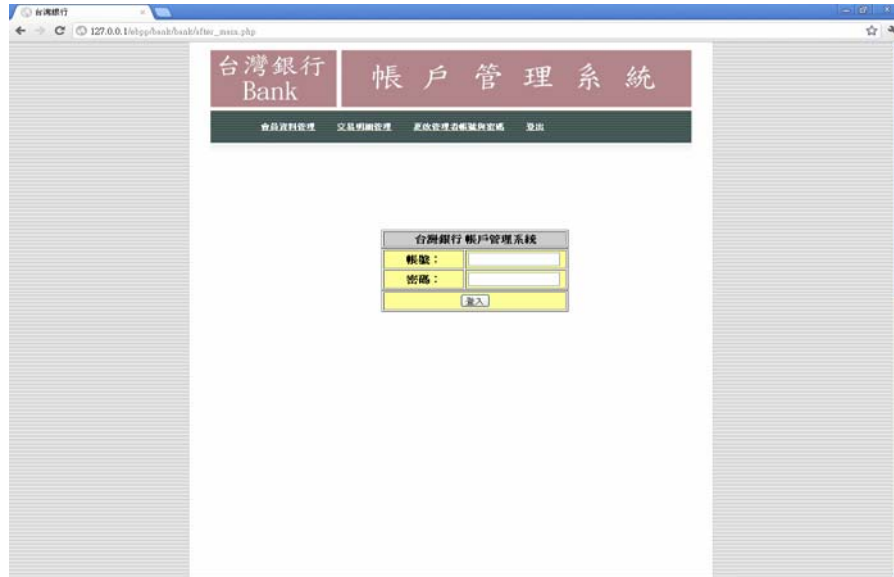 台灣銀行
127.0.0.1/ebpp/bank/bank/after_main.php
台灣銀行
Bank
帳戶管理系統
會員資料管理 交易明細管理 更改管理者帳號與密碼 登出
台灣銀行 帳戶管理系統
帳號：
密碼：
登入